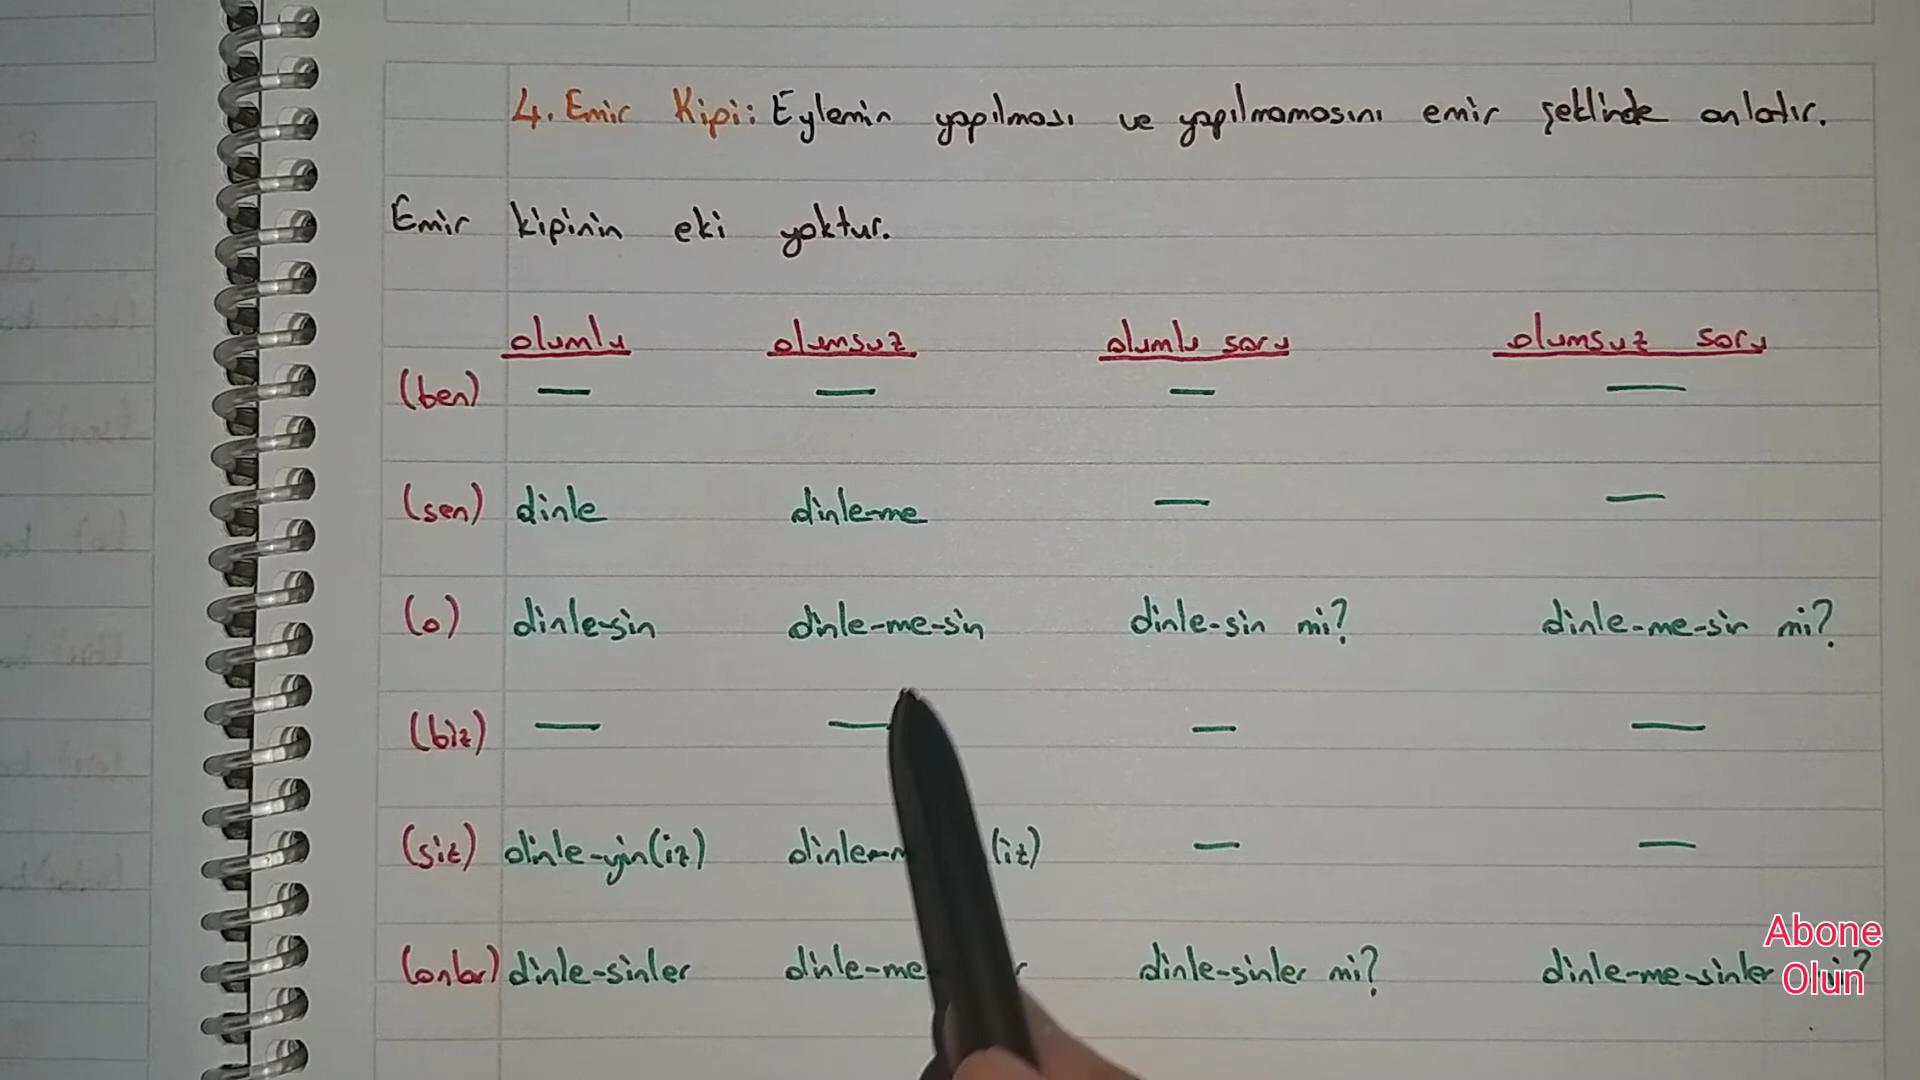 4. Emir Kipi: Eylemin yapılması ve yapılmamasını emir şeklinde anlatır.
Emir kipinin eki yoktur.
olumlu olumsuz olumlu soru olumsuz soru
(ben) — — — —
(sen) dinle dinle-me — —
(o) dinle-sin dinle-me-sin dinle-sin mi? dinle-me-sin mi?
(biz) — — — —
(siz) dinle-yin(iz) (iz) — —
(onlar) dinle-sinler dinle-me dinle-sinler mi? dinle-me-sinler mi?
Abone
Olun